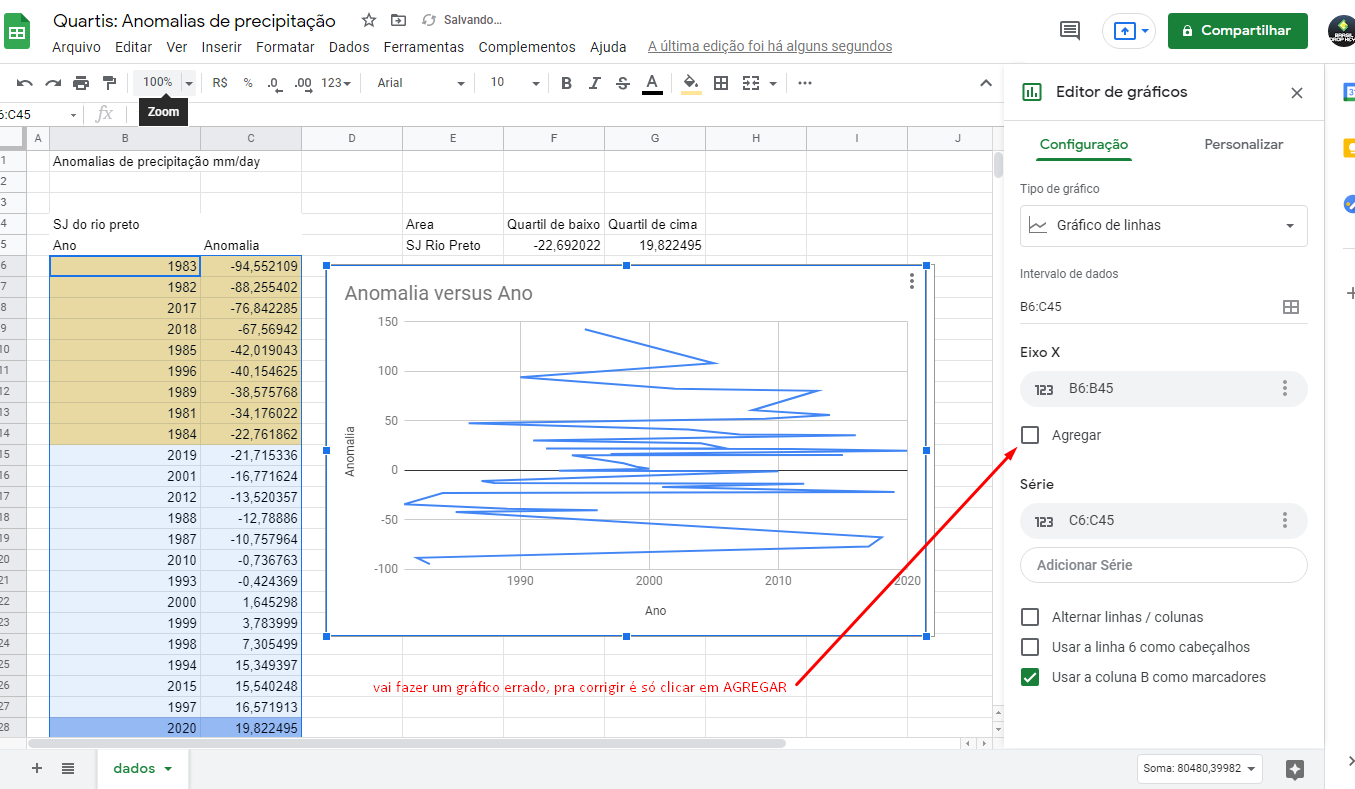 Quartis: Anomalias de precipitação Salvando...
Arquivo Editar Ver Inserir Formatar Dados Ferramentas Complementos Ajuda A última edição foi há alguns segundos
Compartilhar
100% R$ % .0 .00 123 Arial 10 B I S A
Zoom
6:C45 fx
Editor de gráficos
Configuração Personalizar
Tipo de gráfico
Gráfico de linhas
Intervalo de dados
B6:C45
Eixo X
123 B6:B45
Agregar
Série
123 C6:C45
Adicionar Série
Alternar linhas / colunas
Usar a linha 6 como cabeçalhos
Usar a coluna B como marcadores
A B C D E F G H I J
1 Anomalias de precipitação mm/day
2
3
4 SJ do rio preto Area Quartil de baixo Quartil de cima
5 Ano Anomalia SJ Rio Preto -22,692022 19,822495
6 1983 -94,552109
7 1982 -88,255402
8 2017 -76,842285
9 2018 -67,56942
10 1985 -42,019043
11 1996 -40,154625
12 1989 -38,575768
13 1981 -34,176022
14 1984 -22,761862
15 2019 -21,715336
16 2001 -16,771624
17 2012 -13,520357
18 1988 -12,78886
19 1987 -10,757964
20 2010 -0,736763
21 1993 -0,424369
22 2000 1,645298
23 1999 3,783999
24 1998 7,305499
25 1994 15,349397
26 2015 15,540248
27 1997 16,571913
28 2020 19,822495
Anomalia versus Ano
150
100
50
0
-50
-100
Anomalia
1990 2000 2010 2020
Ano
vai fazer um gráfico errado, pra corrigir é só clicar em AGREGAR
dados
Soma: 80480,39982